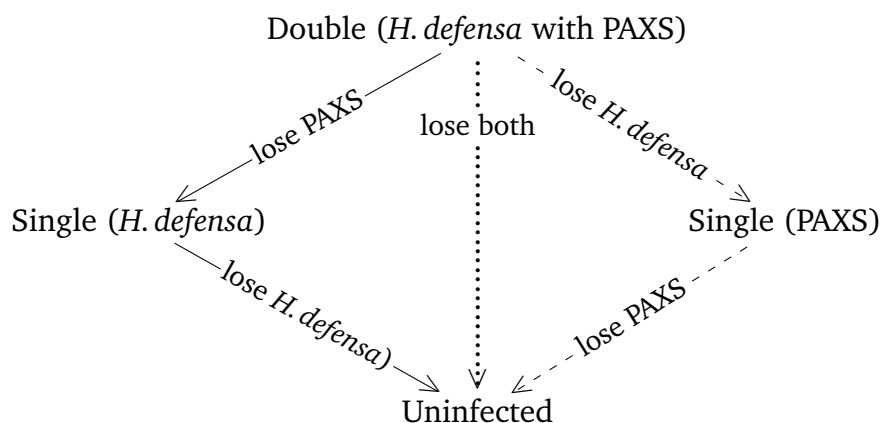 Double (H. defensa with PAXS)
lose PAXS
lose both
lose H. defensa
Single (H. defensa)
Single (PAXS)
lose H. defensa)
lose PAXS
Uninfected